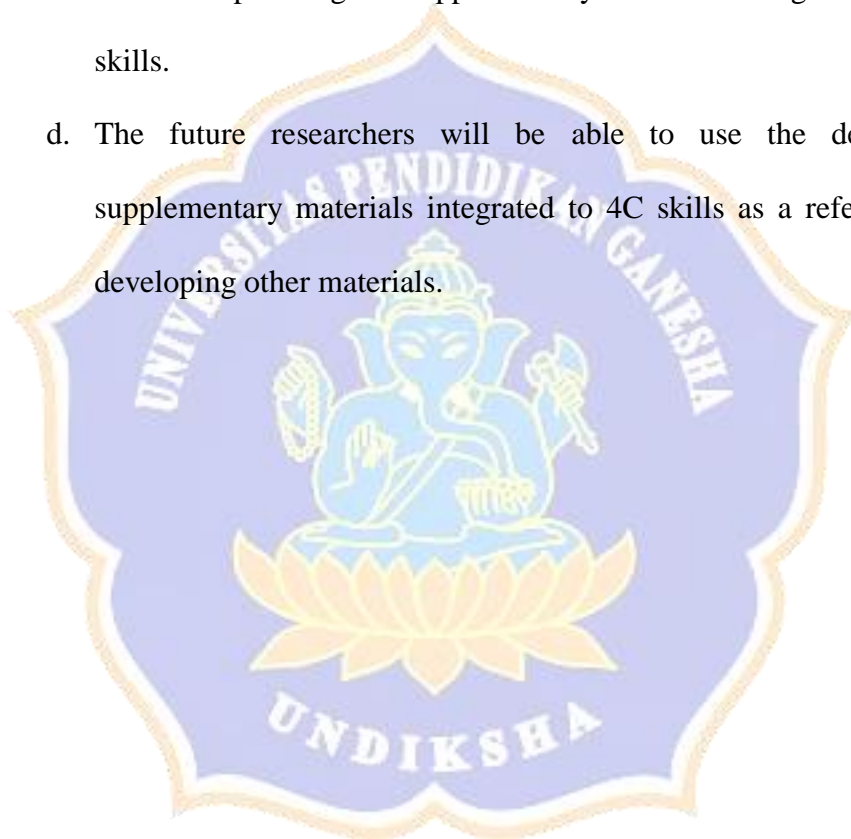 skills.
d. The future researchers will be able to use the de
supplementary materials integrated to 4C skills as a refe
developing other materials.
UNIVERSITAS PENDIDIKAN GANESHA
UNDIKSHA